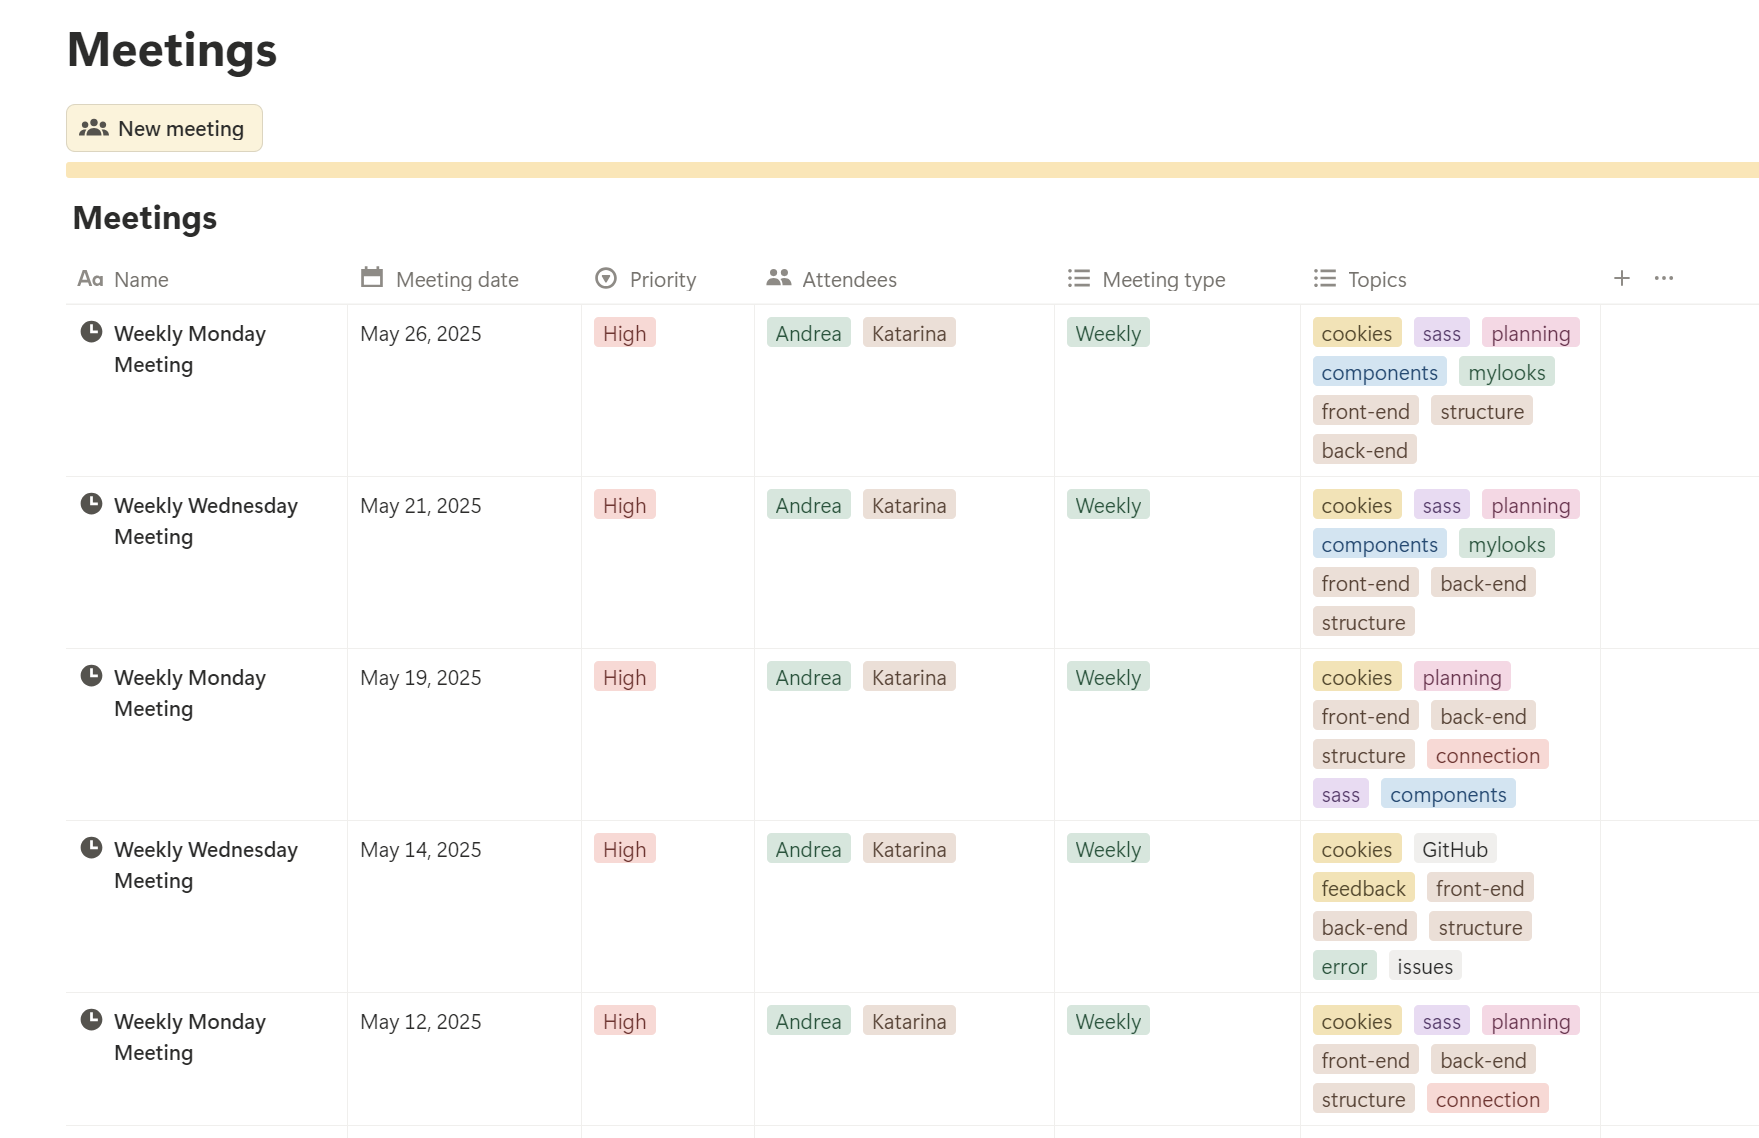 Meetings
New meeting
Meetings
Aa Name Meeting date Priority Attendees Meeting type Topics + ...
Weekly Monday May 26, 2025 High Andrea Katarina Weekly cookies sass planning
Meeting
components mylooks
front-end structure
back-end
Weekly Wednesday May 21, 2025 High Andrea Katarina Weekly cookies sass planning
Meeting
components mylooks
front-end back-end
structure
Weekly Monday May 19, 2025 High Andrea Katarina Weekly cookies planning
Meeting
front-end back-end
structure connection
sass components
Weekly Wednesday May 14, 2025 High Andrea Katarina Weekly cookies GitHub
Meeting
feedback front-end
back-end structure
error issues
Weekly Monday May 12, 2025 High Andrea Katarina Weekly cookies sass planning
Meeting
front-end back-end
structure connection